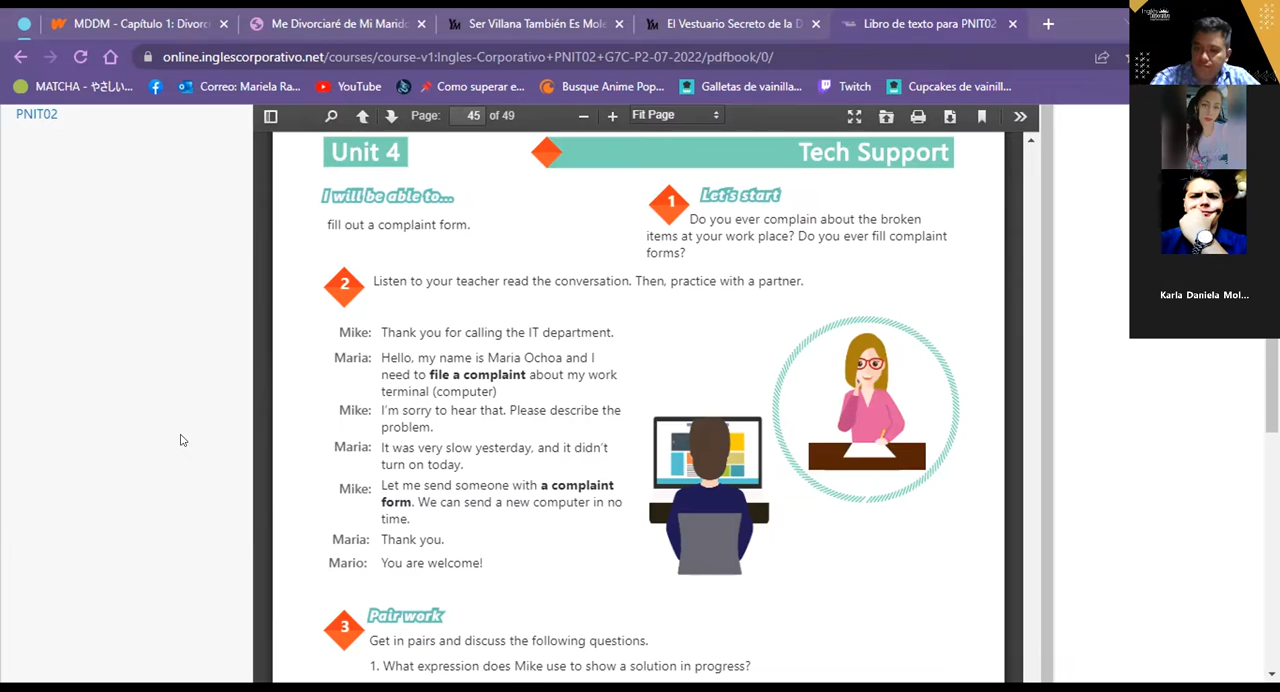 MDDM - Capítulo 1: Divorc
Me Divorciaré de Mi Marido
Ser Villana También Es Mole
El Vestuario Secreto de la D
Libro de texto para PNIT02
online.inglescorporativo.net/courses/course-v1:Ingles-Corporativo+PNIT02+G7C-P2-07-2022/pdfbook/0/
MATCHA - やさしい...
Correo: Mariela Ra...
YouTube
Como superar e...
Busque Anime Pop...
Galletas de vainilla...
Twitch
Cupcakes de vainill...
PNIT02
Page: 45 of 49
Fit Page
Unit 4
Tech Support
I will be able to...
fill out a complaint form.
1
Let's start
Do you ever complain about the broken
items at your work place? Do you ever fill complaint
forms?
2
Listen to your teacher read the conversation. Then, practice with a partner.
Mike: Thank you for calling the IT department.
Maria: Hello, my name is Maria Ochoa and I
need to file a complaint about my work
terminal (computer)
Mike: I'm sorry to hear that. Please describe the
problem.
Maria: It was very slow yesterday, and it didn't
turn on today.
Mike: Let me send someone with a complaint
form. We can send a new computer in no
time.
Maria: Thank you.
Mario: You are welcome!
3
Pair work
Get in pairs and discuss the following questions.
1. What expression does Mike use to show a solution in progress?
Karla Daniela Mol...